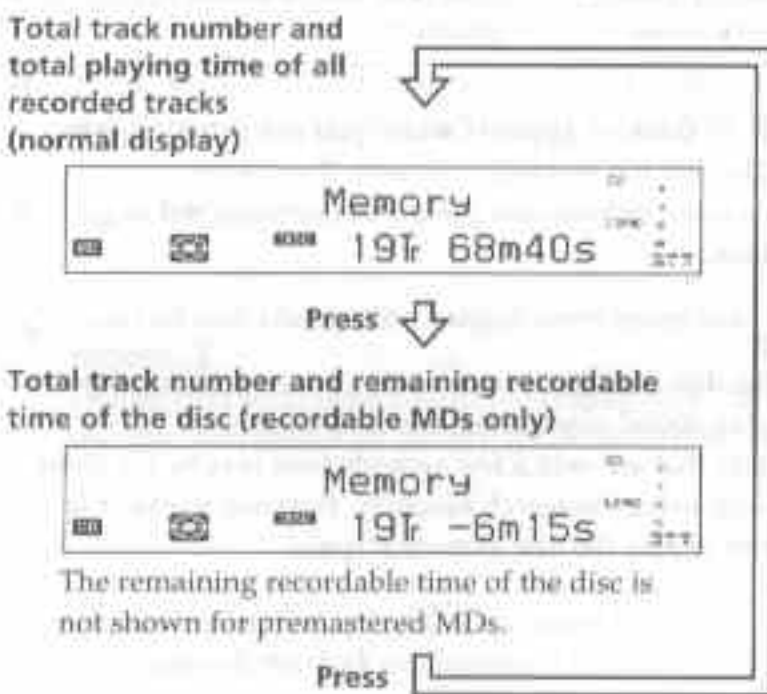 Total track number and
total playing time of all
recorded tracks
(normal display)
Memory
19Tr 68m40s
Press
Total track number and remaining recordable
time of the disc (recordable MDs only)
Memory
19Tr -6m15s
The remaining recordable time of the disc is
not shown for premastered MDs.
Press